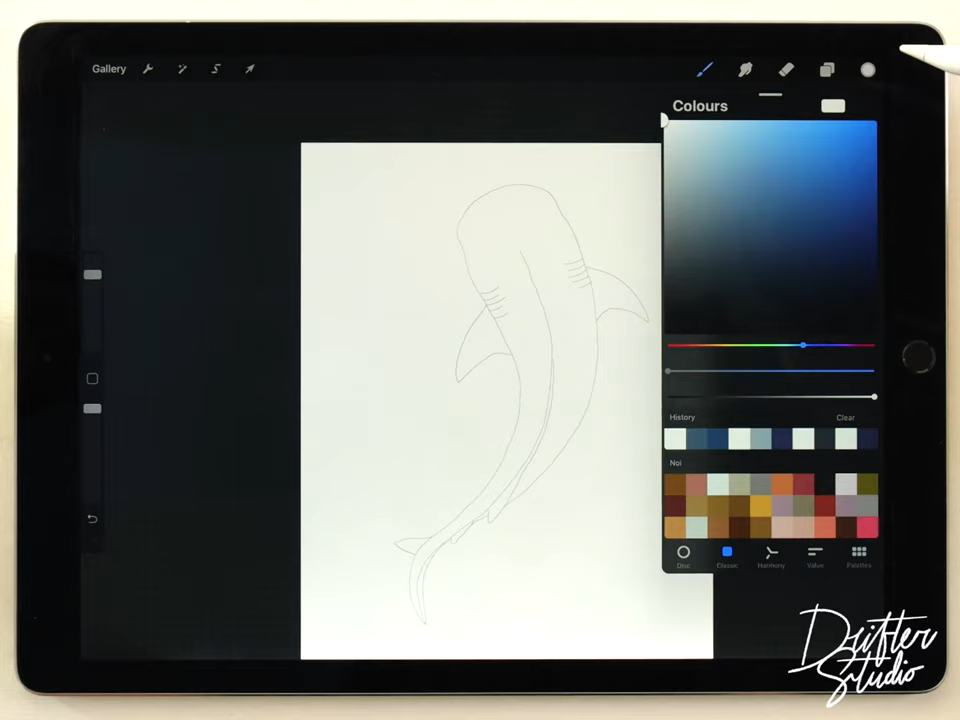 Gallery
Colours
History Clear
Noi
Disc Classic Harmony Value Palettes
Drifter
Studio